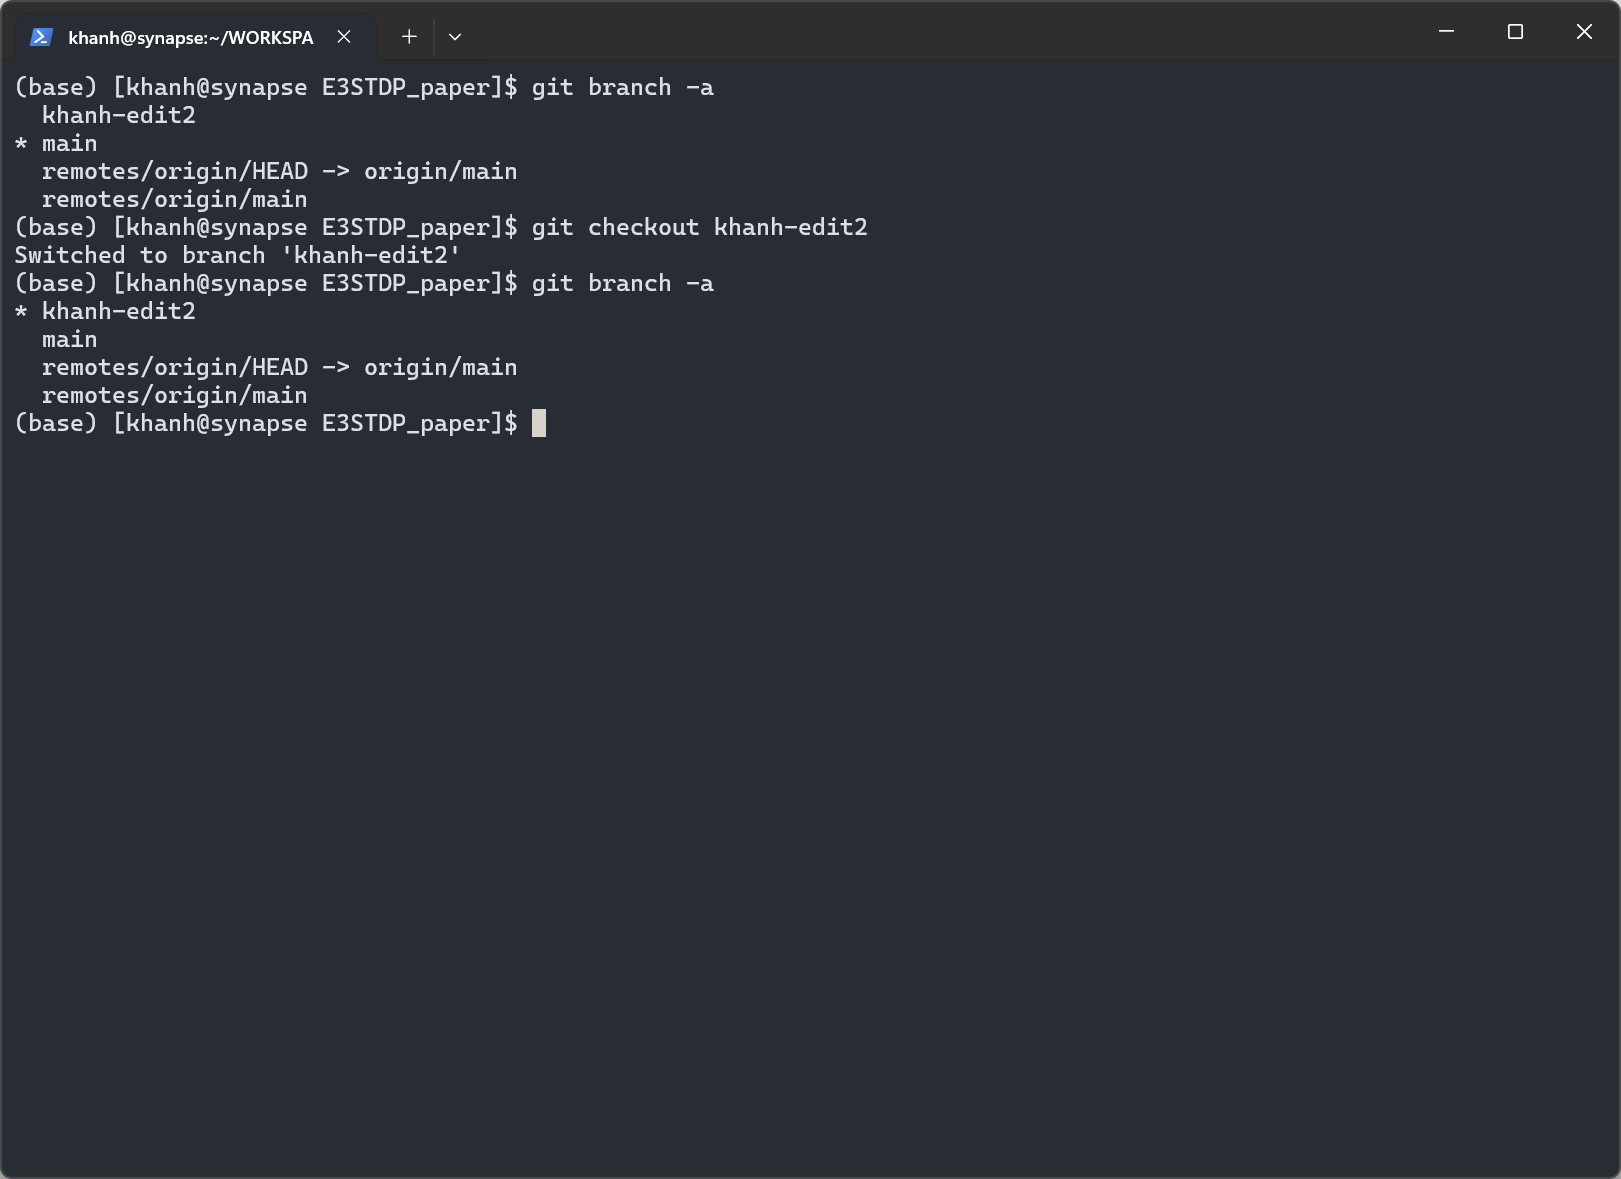 khanh@synapse:~/WORKSPA
(base) [khanh@synapse E3STDP_paper]$ git branch -a
  khanh-edit2
* main
  remotes/origin/HEAD -> origin/main
  remotes/origin/main
(base) [khanh@synapse E3STDP_paper]$ git checkout khanh-edit2
Switched to branch 'khanh-edit2'
(base) [khanh@synapse E3STDP_paper]$ git branch -a
* khanh-edit2
  main
  remotes/origin/HEAD -> origin/main
  remotes/origin/main
(base) [khanh@synapse E3STDP_paper]$